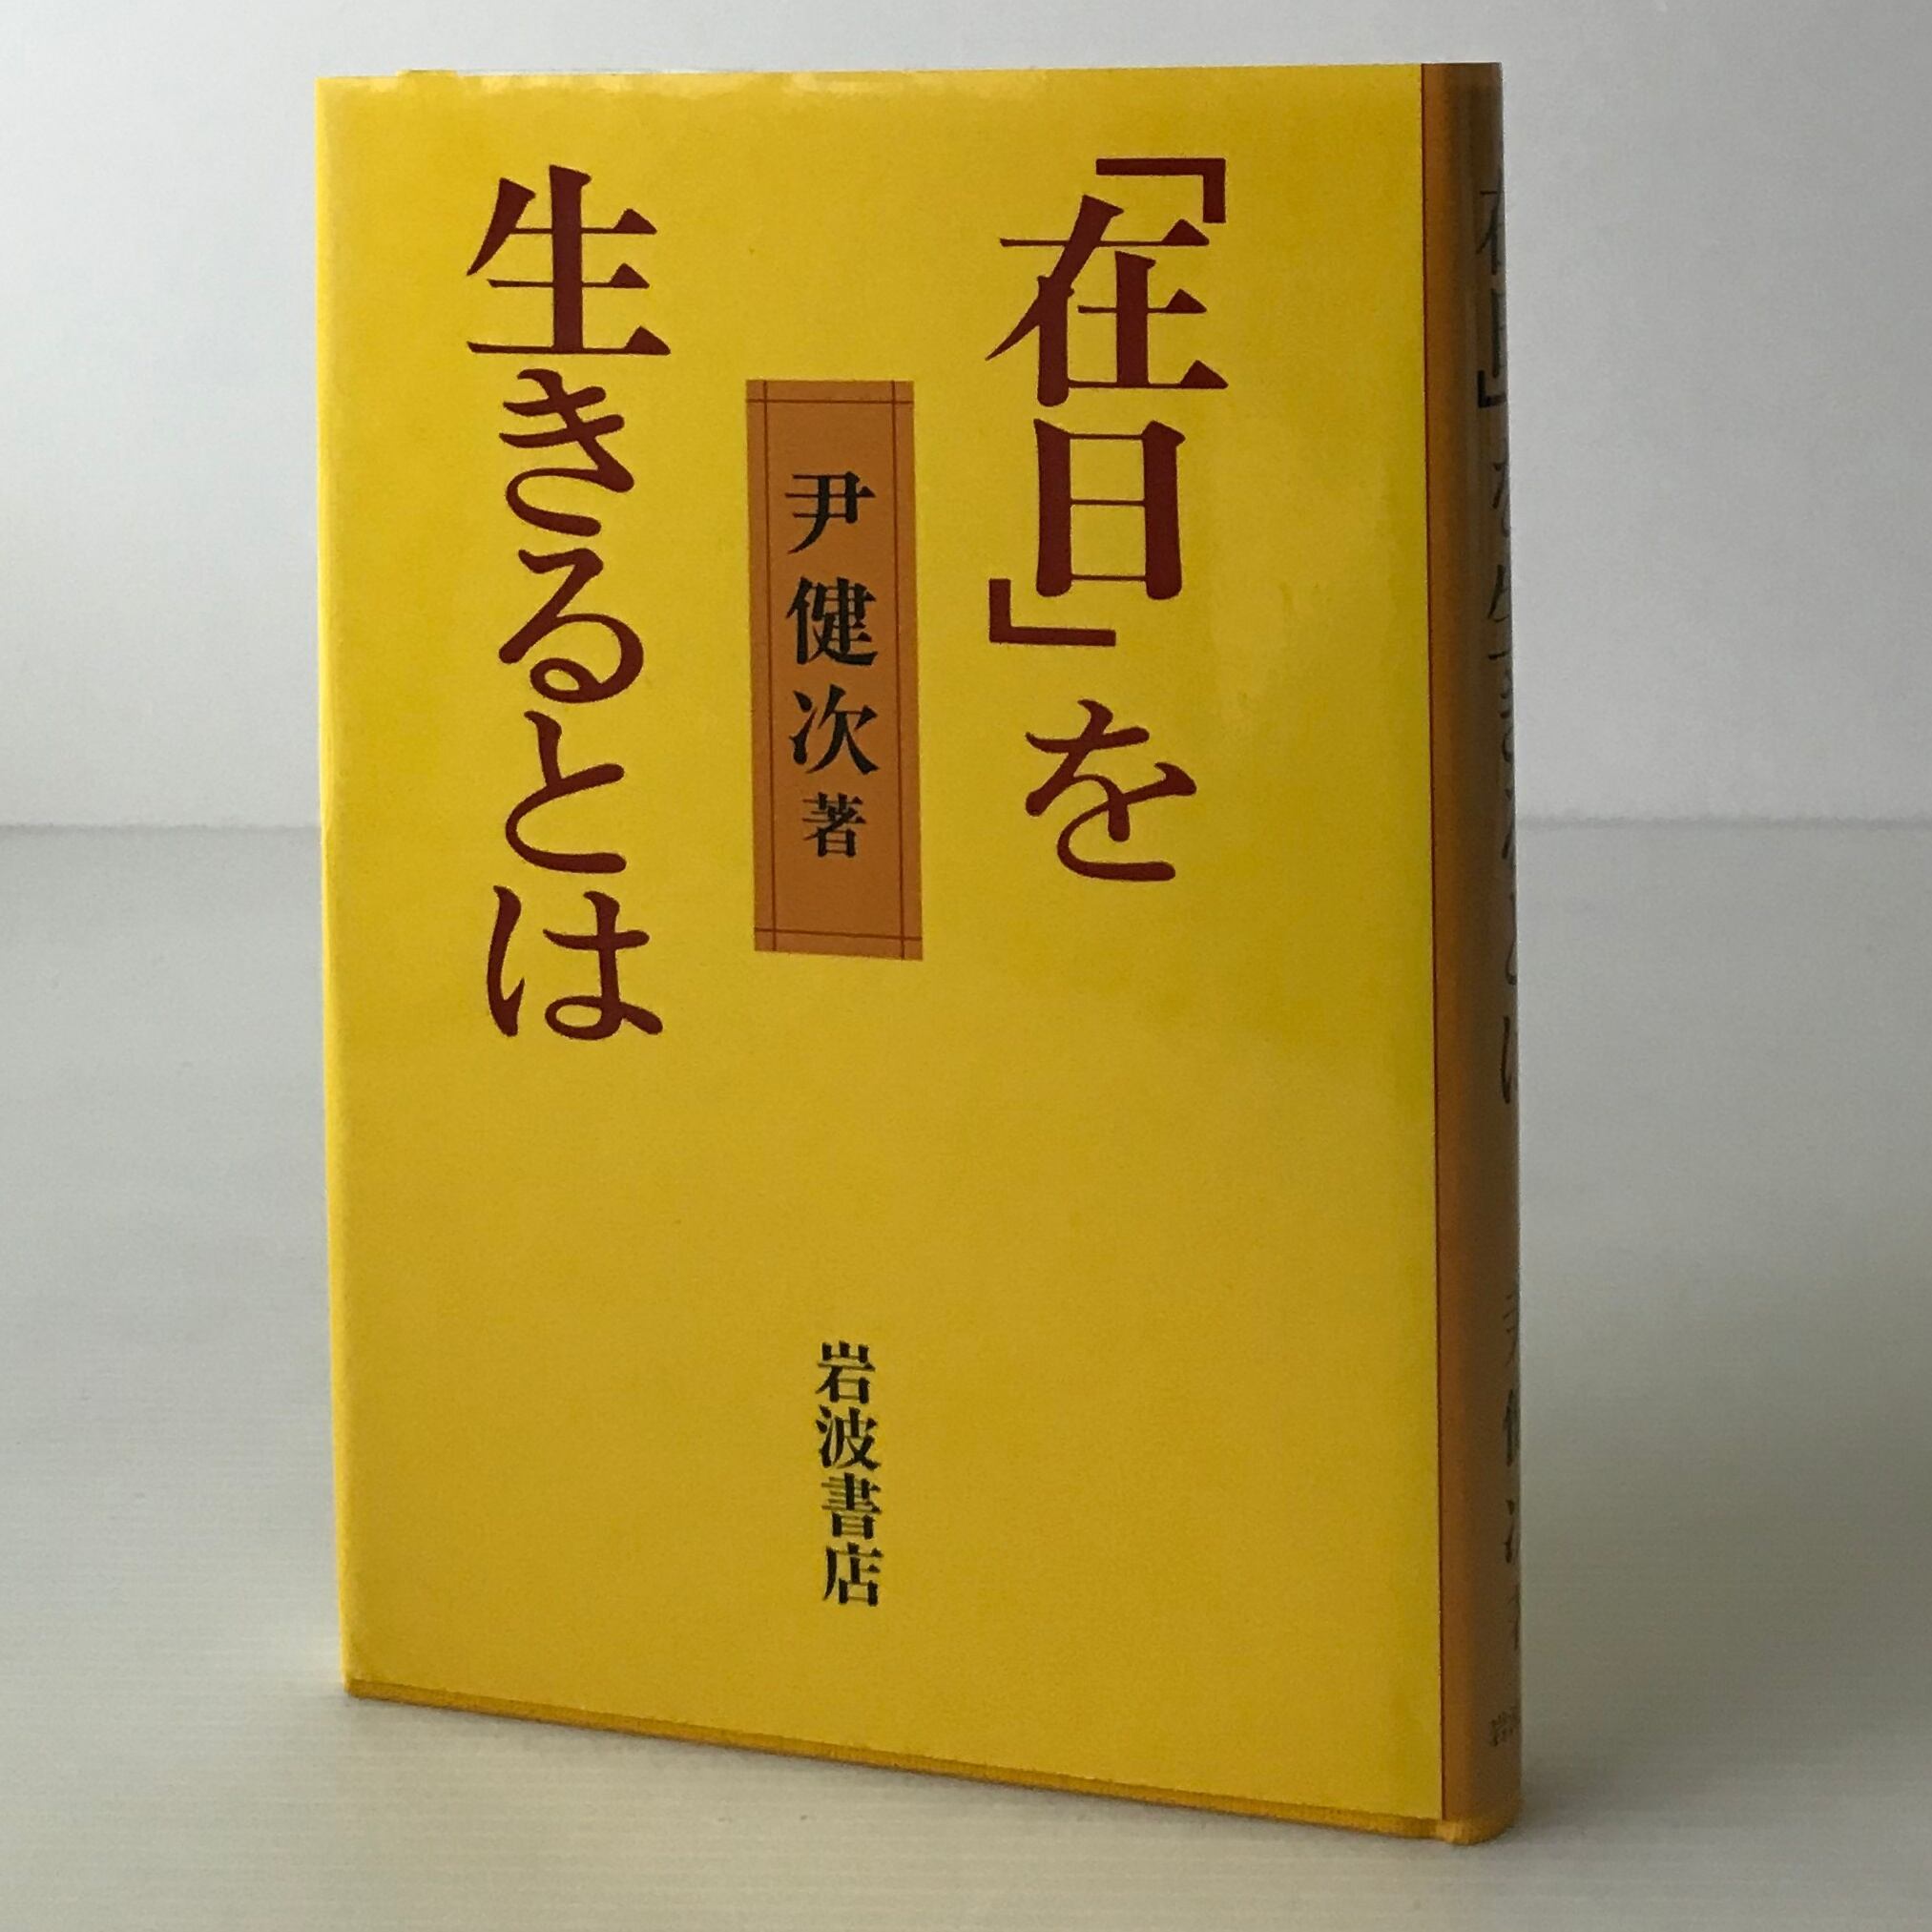 「在日」を
生きるとは
尹健次著
岩波書店